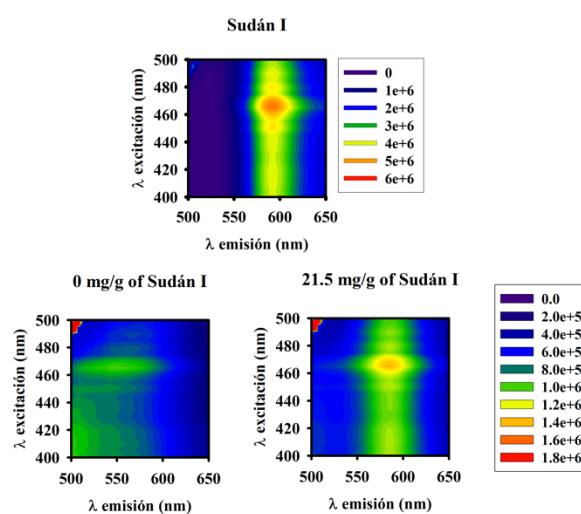 Sudán I
500
480
460
440
420
400
λ excitación (nm)
500 550 600 650
λ emisión (nm)
0
1e+6
2e+6
3e+6
4e+6
5e+6
6e+6
0 mg/g of Sudán I
500
480
460
440
420
400
λ excitación (nm)
500 550 600 650
λ emisión (nm)
21.5 mg/g of Sudán I
500
480
460
440
420
400
λ excitación (nm)
500 550 600 650
λ emisión (nm)
0.0
2.0e+5
4.0e+5
6.0e+5
8.0e+5
1.0e+6
1.2e+6
1.4e+6
1.6e+6
1.8e+6